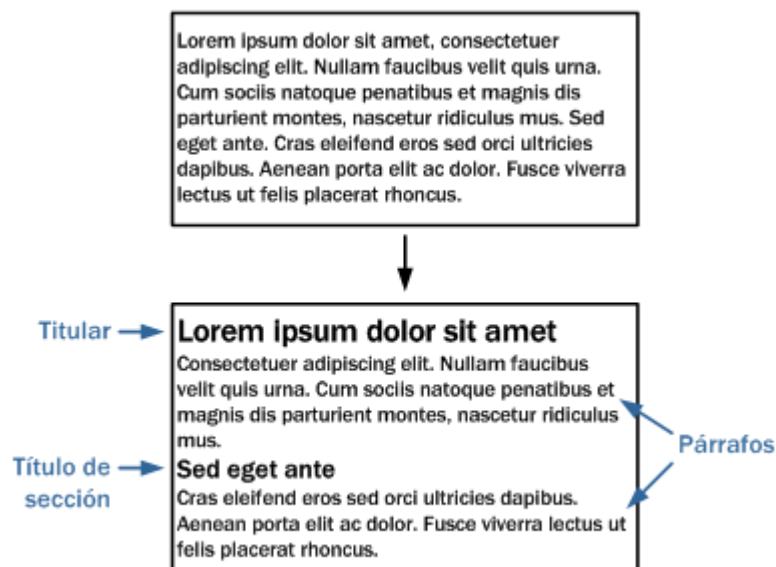 Lorem ipsum dolor sit amet, consectetuer
adipiscing elit. Nullam faucibus velit quis urna.
Cum sociis natoque penatibus et magnis dis
parturient montes, nascetur ridiculus mus. Sed
eget ante. Cras eleifend eros sed orci ultricies
dapibus. Aenean porta elit ac dolor. Fusce viverra
lectus ut felis placerat rhoncus.
Titular
Lorem ipsum dolor sit amet
Consectetuer adipiscing elit. Nullam faucibus
velit quis urna. Cum sociis natoque penatibus et
magnis dis parturient montes, nascetur ridiculus
mus.
Párrafos
Título de
sección
Sed eget ante
Cras eleifend eros sed orci ultricies dapibus.
Aenean porta elit ac dolor. Fusce viverra lectus ut
felis placerat rhoncus.